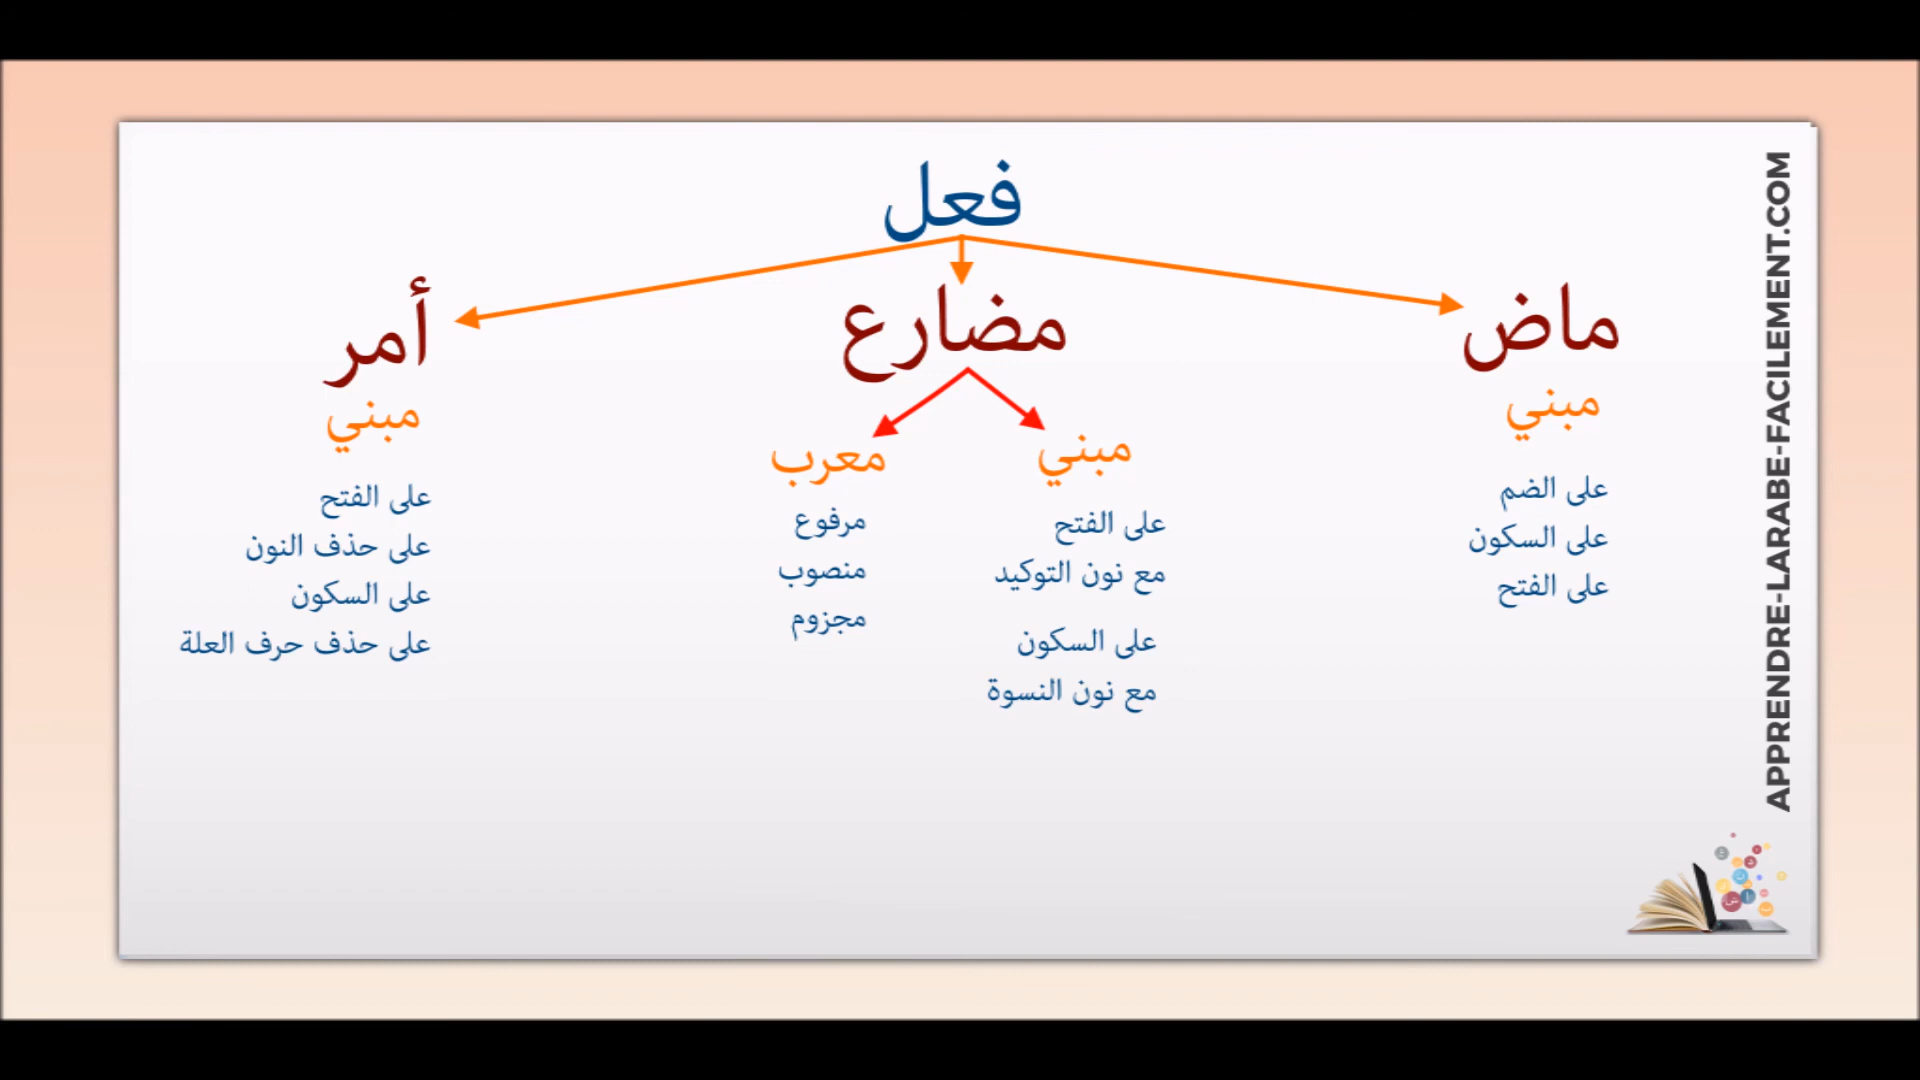 فعل
ماض
مبني
على الضم
على السكون
على الفتح
مضارع
مبني
على الفتح
مع نون التوكيد
على السكون
مع نون النسوة
معرب
مرفوع
منصوب
مجزوم
أمر
مبني
على الفتح
على حذف النون
على السكون
على حذف حرف العلة
APPRENDRE-LARABE-FACILEMENT.COM